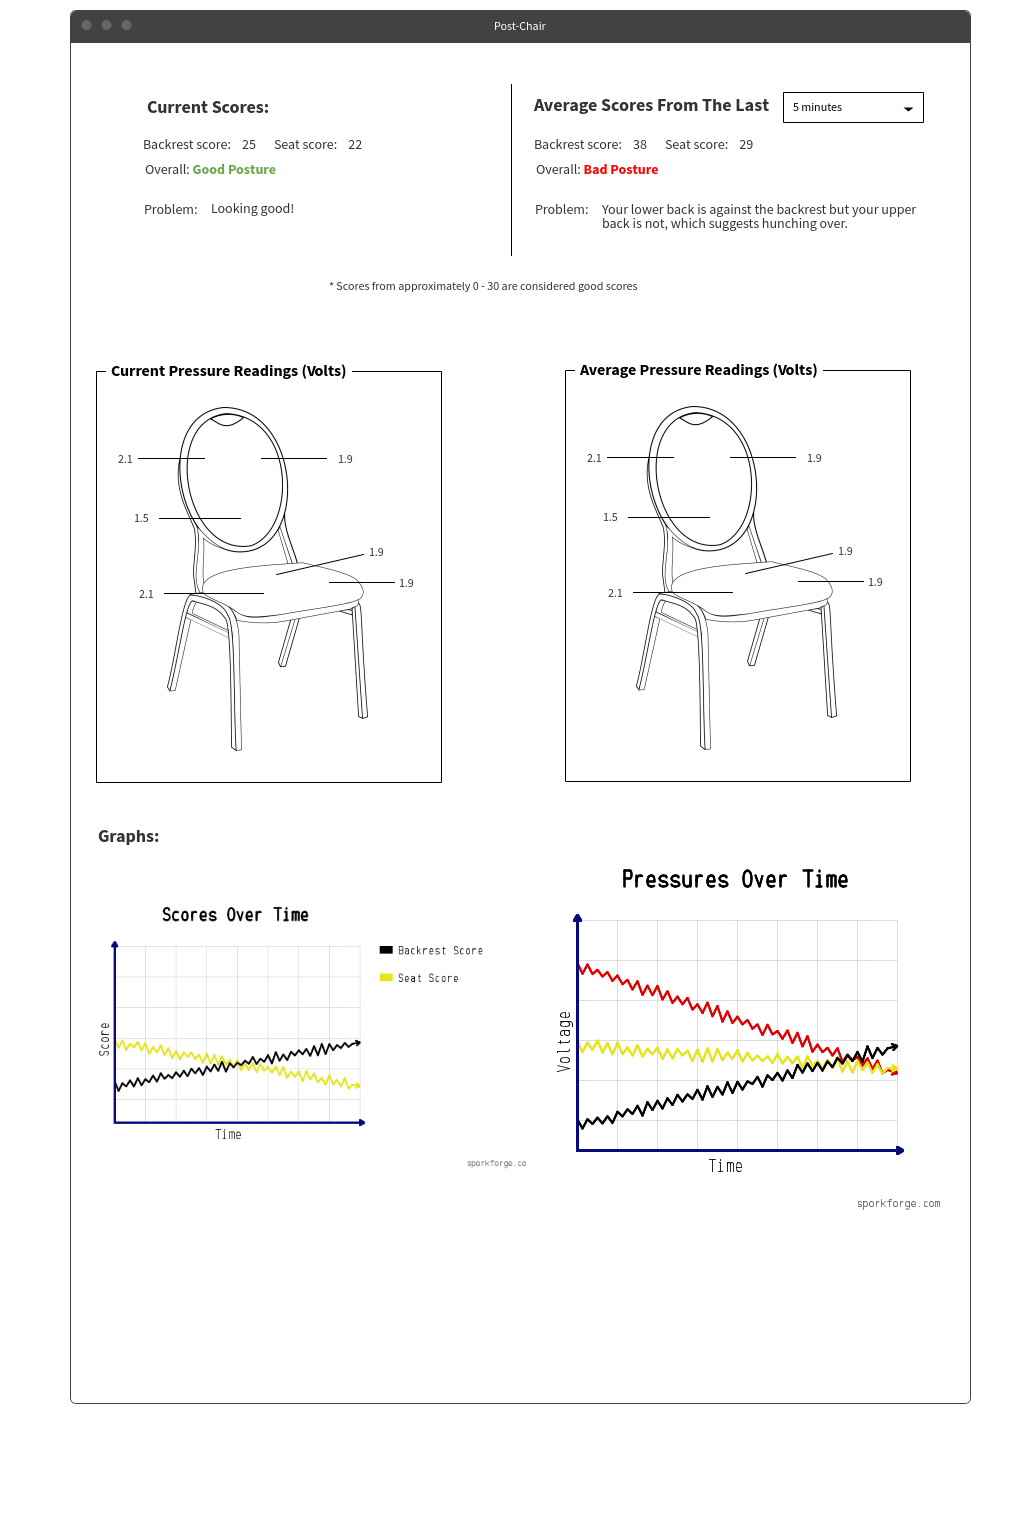 Post-Chair
Current Scores:
Backrest score: 25 Seat score: 22
Overall: Good Posture
Problem: Looking good!
Average Scores From The Last 5 minutes
Backrest score: 38 Seat score: 29
Overall: Bad Posture
Problem: Your lower back is against the backrest but your upper
back is not, which suggests hunching over.
* Scores from approximately 0 - 30 are considered good scores
Current Pressure Readings (Volts)
2.1
1.9
1.5
1.9
1.9
2.1
Average Pressure Readings (Volts)
2.1
1.9
1.5
1.9
1.9
2.1
Graphs:
Scores Over Time
Backrest Score
Seat Score
Score
Time
sporkforge.co
Pressures Over Time
Voltage
Time
sporkforge.com